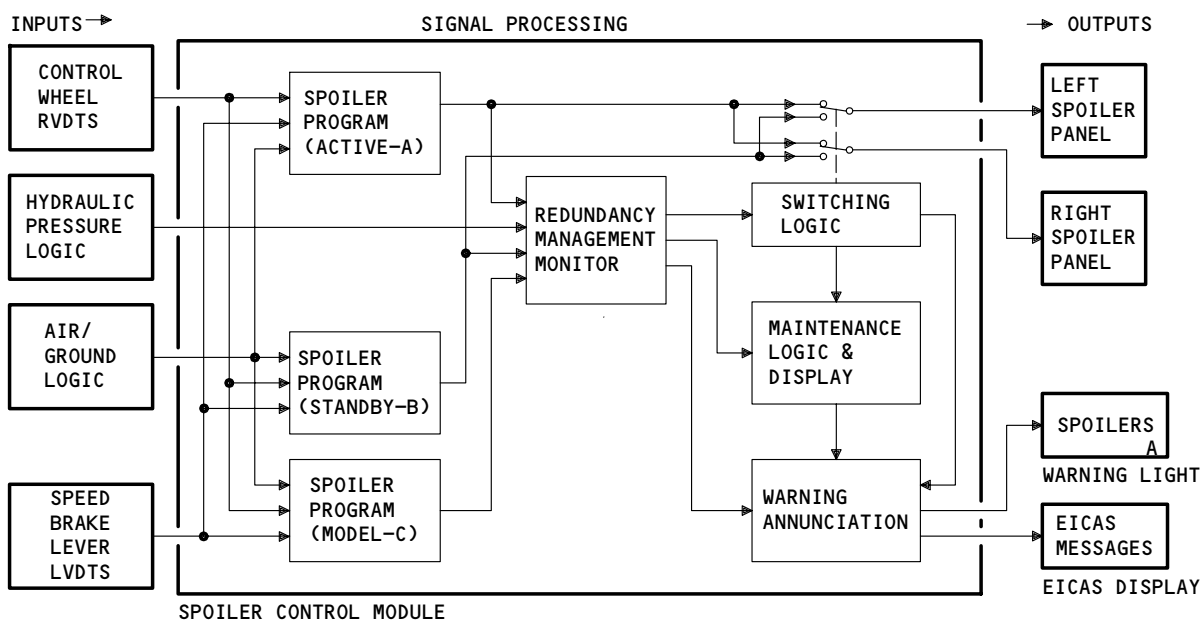 INPUTS
SIGNAL PROCESSING
OUTPUTS
CONTROL
WHEEL
RVDTS
HYDRAULIC
PRESSURE
LOGIC
AIR/
GROUND
LOGIC
SPEED
BRAKE
LEVER
LVDTS
SPOILER
PROGRAM
(ACTIVE-A)
SPOILER
PROGRAM
(STANDBY-B)
SPOILER
PROGRAM
(MODEL-C)
REDUNDANCY
MANAGEMENT
MONITOR
SWITCHING
LOGIC
MAINTENANCE
LOGIC &
DISPLAY
WARNING
ANNUNCIATION
LEFT
SPOILER
PANEL
RIGHT
SPOILER
PANEL
SPOILERS
A
WARNING LIGHT
EICAS
MESSAGES
EICAS DISPLAY
SPOILER CONTROL MODULE